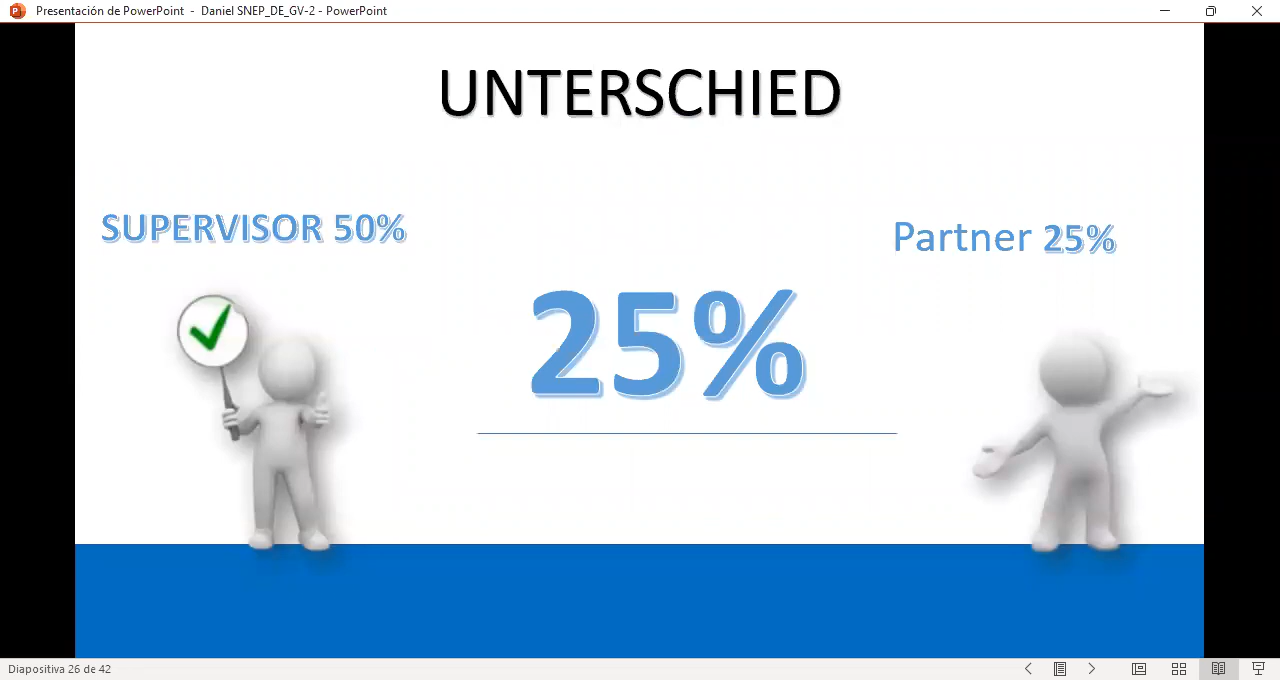 Presentación de PowerPoint - Daniel SNEP_DE_GV-2 - PowerPoint
UNTERSCHIED
SUPERVISOR 50%
Partner 25%
25%
Diapositiva 26 de 42